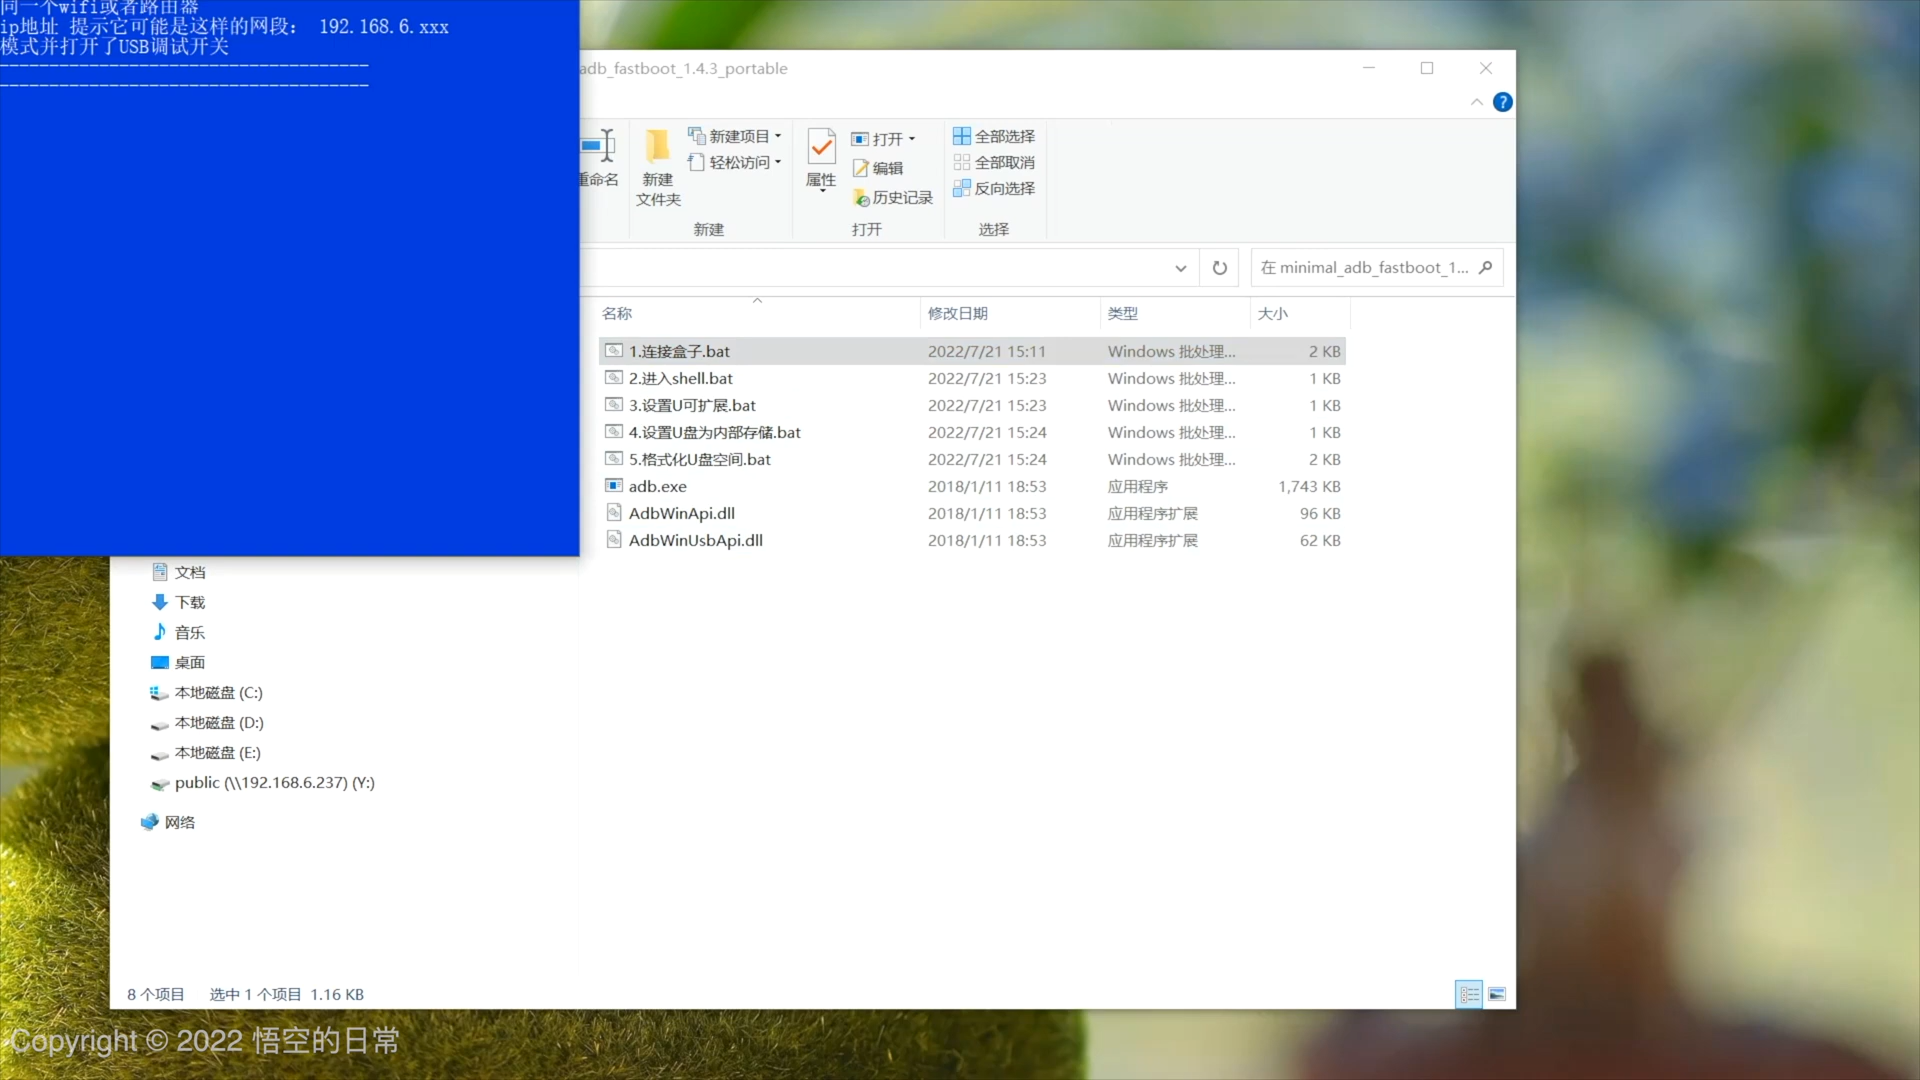 同一个wifi或者路由器
ip地址 提示它可能是这样的网段： 192.168.6.xxx
模式并打开了USB调试开关
-------------------------------------
-------------------------------------
adb_fastboot_1.4.3_portable
重命名
新建
文件夹
新建项目
轻松访问
新建
属性
打开
编辑
历史记录
打开
全部选择
全部取消
反向选择
选择
在 minimal_adb_fastboot_1...
名称 修改日期 类型 大小
1.连接盒子.bat 2022/7/21 15:11 Windows 批处理... 2 KB
2.进入shell.bat 2022/7/21 15:23 Windows 批处理... 1 KB
3.设置U可扩展.bat 2022/7/21 15:23 Windows 批处理... 1 KB
4.设置U盘为内部存储.bat 2022/7/21 15:24 Windows 批处理... 1 KB
5.格式化U盘空间.bat 2022/7/21 15:24 Windows 批处理... 2 KB
adb.exe 2018/1/11 18:53 应用程序 1,743 KB
AdbWinApi.dll 2018/1/11 18:53 应用程序扩展 96 KB
AdbWinUsbApi.dll 2018/1/11 18:53 应用程序扩展 62 KB
文档
下载
音乐
桌面
本地磁盘 (C:)
本地磁盘 (D:)
本地磁盘 (E:)
public (\\192.168.6.237) (Y:)
网络
8 个项目 选中 1 个项目 1.16 KB
Copyright © 2022 悟空的日常